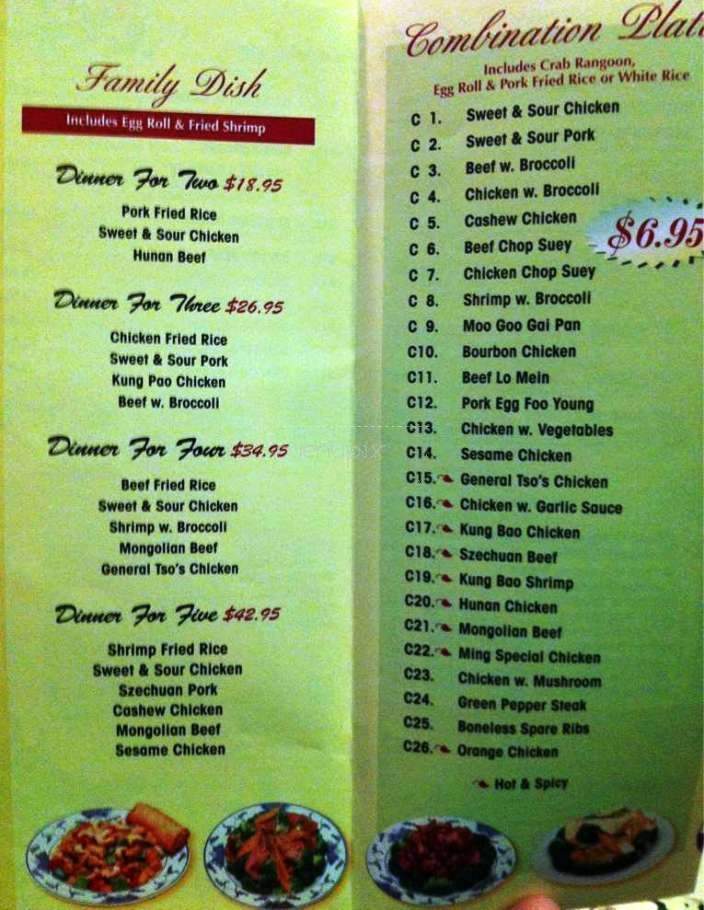 Family Dish
Includes Egg Roll & Fried Shrimp
Dinner For Two $18.95
Pork Fried Rice
Sweet & Sour Chicken
Hunan Beef
Dinner For Three $26.95
Chicken Fried Rice
Sweet & Sour Pork
Kung Pao Chicken
Beef w. Broccoli
Dinner For Four $34.95
Beef Fried Rice
Sweet & Sour Chicken
Shrimp w. Broccoli
Mongolian Beef
General Tso's Chicken
Dinner For Five $42.95
Shrimp Fried Rice
Sweet & Sour Chicken
Szechuan Pork
Cashew Chicken
Mongolian Beef
Sesame Chicken
Combination Plat
Includes Crab Rangoon,
Egg Roll & Pork Fried Rice or White Rice
$6.95
C 1. Sweet & Sour Chicken
C 2. Sweet & Sour Pork
C 3. Beef w. Broccoli
C 4. Chicken w. Broccoli
C 5. Cashew Chicken
C 6. Beef Chop Suey
C 7. Chicken Chop Suey
C 8. Shrimp w. Broccoli
C 9. Moo Goo Gai Pan
C10. Bourbon Chicken
C11. Beef Lo Mein
C12. Pork Egg Foo Young
C13. Chicken w. Vegetables
C14. Sesame Chicken
C15. General Tso's Chicken
C16. Chicken w. Garlic Sauce
C17. Kung Bao Chicken
C18. Szechuan Beef
C19. Kung Bao Shrimp
C20. Hunan Chicken
C21. Mongolian Beef
C22. Ming Special Chicken
C23. Chicken w. Mushroom
C24. Green Pepper Steak
C25. Boneless Spare Ribs
C26. Orange Chicken
Hot & Spicy